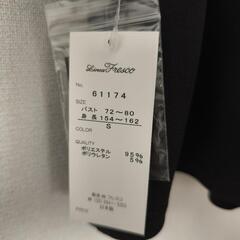 Linea Fresco
No.
61174
SIZE
バスト 72～80
身長 154～162
S
COLOR
QUALITY
ポリエステル 95%
ポリウレタン 5%
日本製